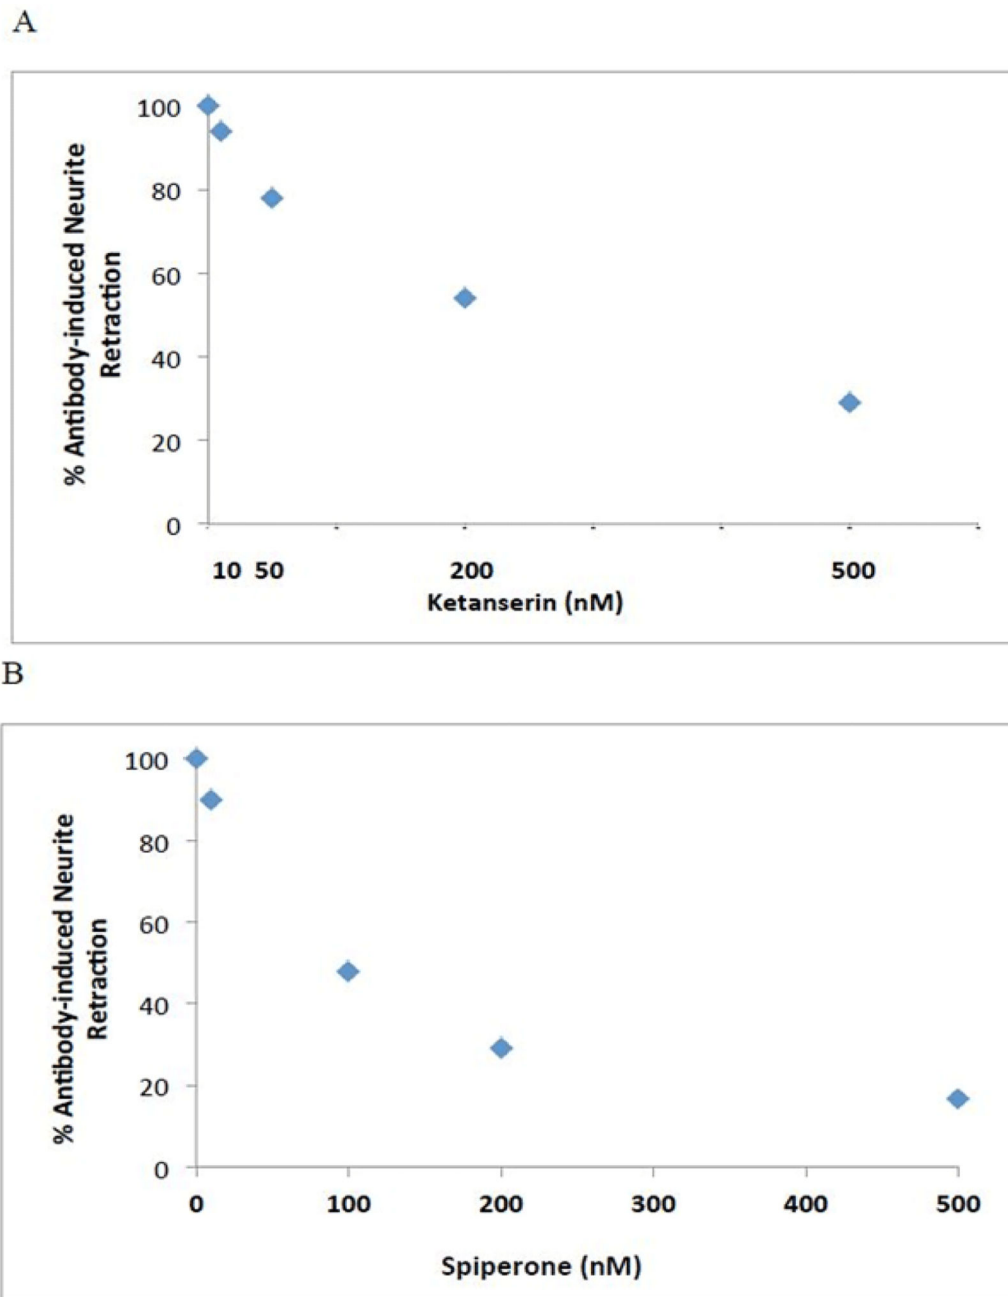 A
100
80
60
40
20
0
% Antibody-induced Neurite
Retraction
10 50 200 500
Ketanserin (nM)
B
100
80
60
40
20
0
% Antibody-induced Neurite
Retraction
0 100 200 300 400 500
Spiperone (nM)